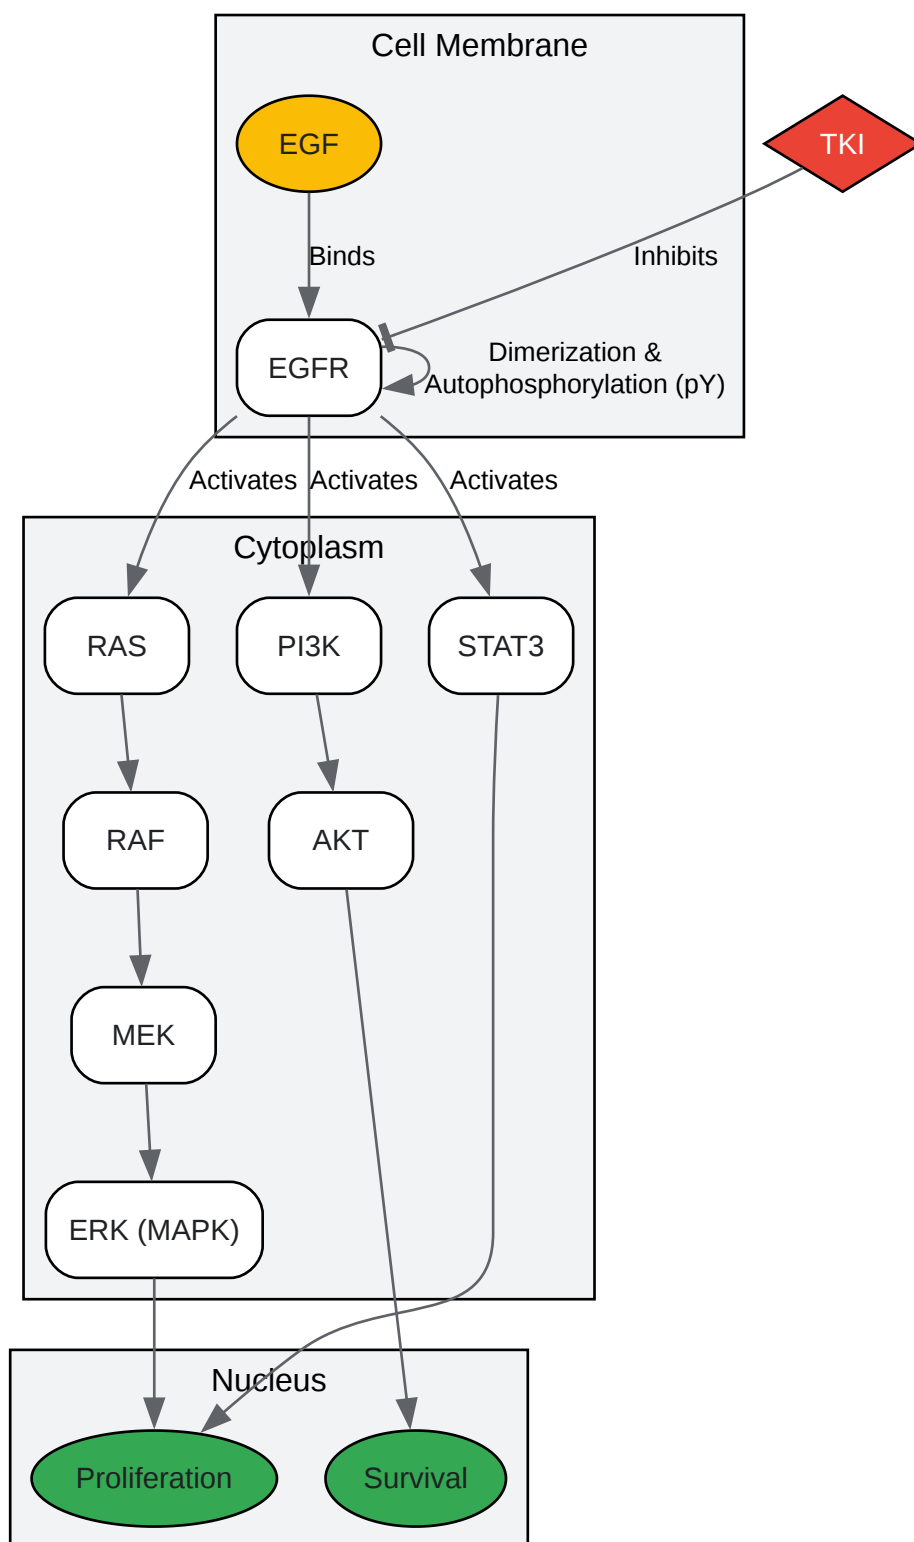 Cell Membrane
EGF
TKI
Binds
Inhibits
EGFR
Dimerization &
Autophosphorylation (pY)
Activates
Activates
Activates
Cytoplasm
RAS
PI3K
STAT3
RAF
AKT
MEK
ERK (MAPK)
Nucleus
Proliferation
Survival